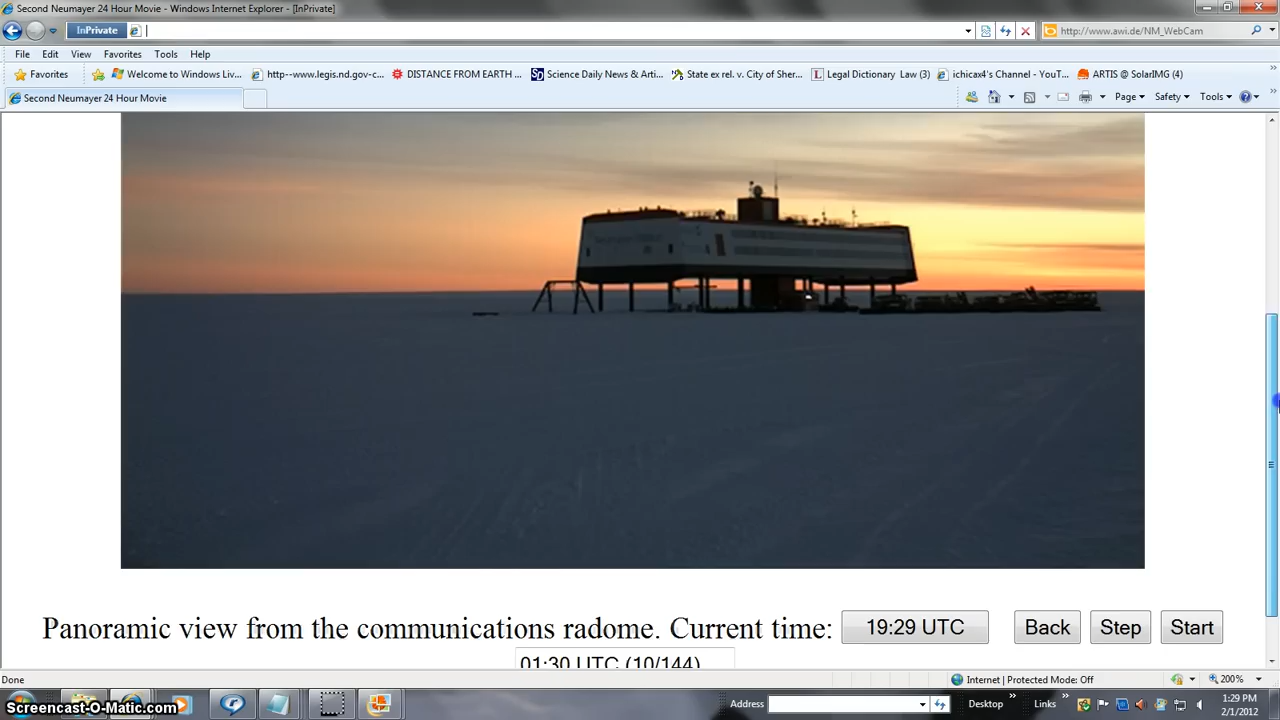 Second Neumayer 24 Hour Movie - Windows Internet Explorer - [InPrivate]
InPrivate
http://www.awi.de/NM_WebCam
File Edit View Favorites Tools Help
Favorites Welcome to Windows Liv... http--www.legis.nd.gov-c... DISTANCE FROM EARTH ... Science Daily News & Arti... State ex rel. v. City of Sher... Legal Dictionary Law (3) ichicax4's Channel - YouT... ARTIS @ SolarIMG (4)
Second Neumayer 24 Hour Movie
Page Safety Tools
Panoramic view from the communications radome. Current time: 19:29 UTC Back Step Start
01:30 UTC (10/144)
Done Internet | Protected Mode: Off 200%
Screencast-O-Matic.com Address Desktop Links 1:29 PM
2/1/2012